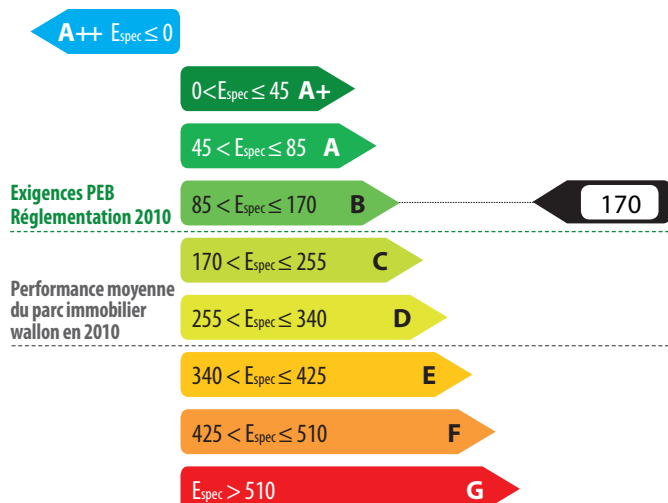 A++ Espec ≤ 0
0<Espec ≤ 45 A+
45 < Espec ≤ 85 A
Exigences PEB
Réglementation 2010
85 < Espec ≤ 170 B
170
170 < Espec ≤ 255 C
Performance moyenne
du parc immobilier
wallon en 2010
255 < Espec ≤ 340 D
340 < Espec ≤ 425 E
425 < Espec ≤ 510 F
Espec > 510 G